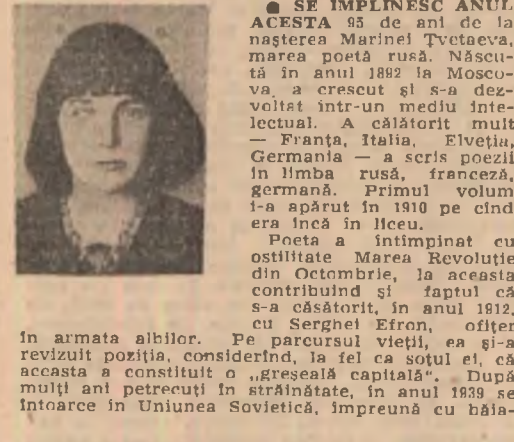 ● SE ÎMPLINESC ANUL
ACESTA 95 de ani de la
nașterea Marinei Țvetaeva,
marea poetă rusă. Născu-
tă în anul 1892 la Mosco-
va, a crescut și s-a dez-
voltat într-un mediu inte-
lectual. A călătorit mult
— Franța, Italia, Elveția,
Germania — a scris poezii
în limba rusă, franceză,
germană. Primul volum
i-a apărut în 1910 pe cînd
era încă în liceu.
Poeta a întîmpinat cu
ostilitate Marea Revoluție
din Octombrie, la aceasta
contribuind și faptul că
s-a căsătorit, în anul 1912,
cu Serghei Efron, ofițer
în armata albilor. Pe parcursul vieții, ea și-a
revizuit poziția, considerînd, la fel ca soțul ei, că
aceasta a constituit o „greșeală capitală". După
mulți ani petrecuți în străinătate, în anul 1939 se
întoarce în Uniunea Sovietică, împreună cu băia-